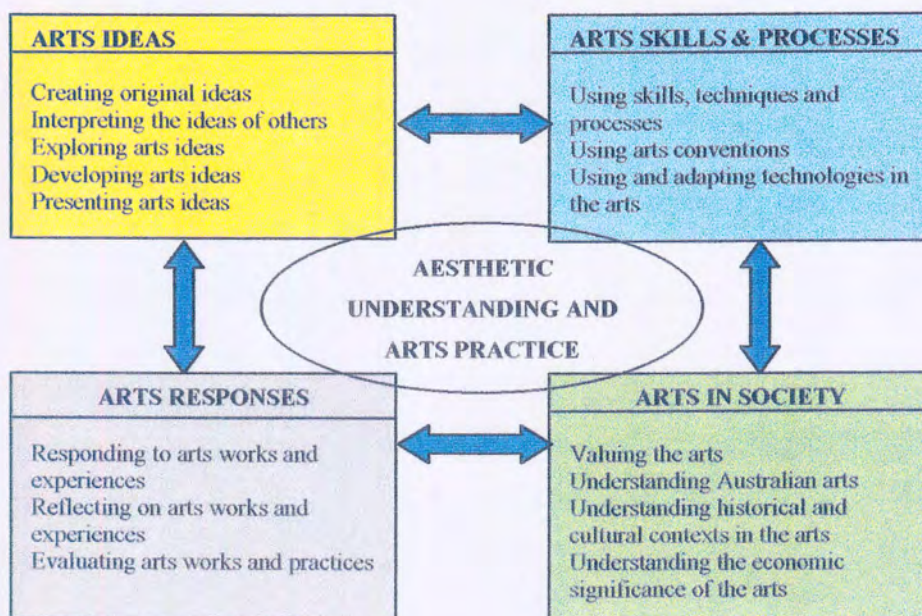 ARTS IDEAS
Creating original ideas
Interpreting the ideas of others
Exploring arts ideas
Developing arts ideas
Presenting arts ideas
ARTS SKILLS & PROCESSES
Using skills, techniques and
processes
Using arts conventions
Using and adapting technologies in
the arts
AESTHETIC
UNDERSTANDING AND
ARTS PRACTICE
ARTS RESPONSES
Responding to arts works and
experiences
Reflecting on arts works and
experiences
Evaluating arts works and practices
ARTS IN SOCIETY
Valuing the arts
Understanding Australian arts
Understanding historical and
cultural contexts in the arts
Understanding the economic
significance of the arts